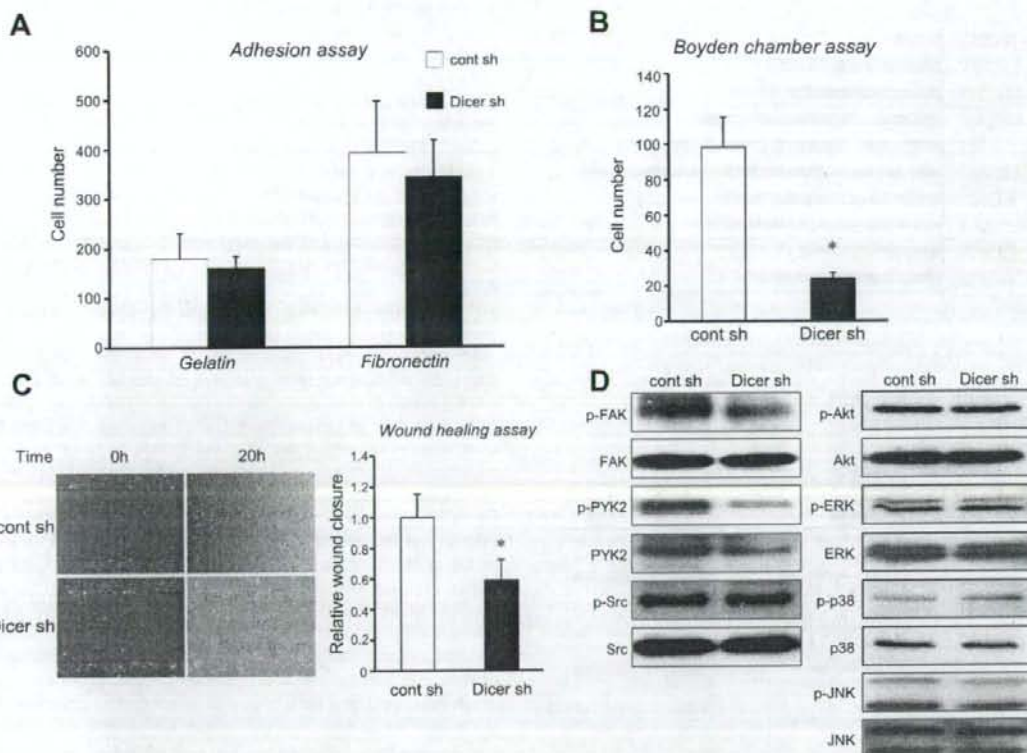 A
Adhesion assay
600
500
400
300
200
100
0
Cell number
cont sh
Dicer sh
Gelatin
Fibronectin
B
Boyden chamber assay
140
120
100
80
60
40
20
0
Cell number
*
cont sh
Dicer sh
C
Time
0h
20h
cont sh
Dicer sh
Wound healing assay
1.4
1.2
1.0
0.8
0.6
0.4
0.2
0
Relative wound closure
*
cont sh
Dicer sh
D
cont sh Dicer sh
p-FAK
FAK
p-PYK2
PYK2
p-Src
Src
cont sh Dicer sh
p-Akt
Akt
p-ERK
ERK
p-p38
p38
p-JNK
JNK